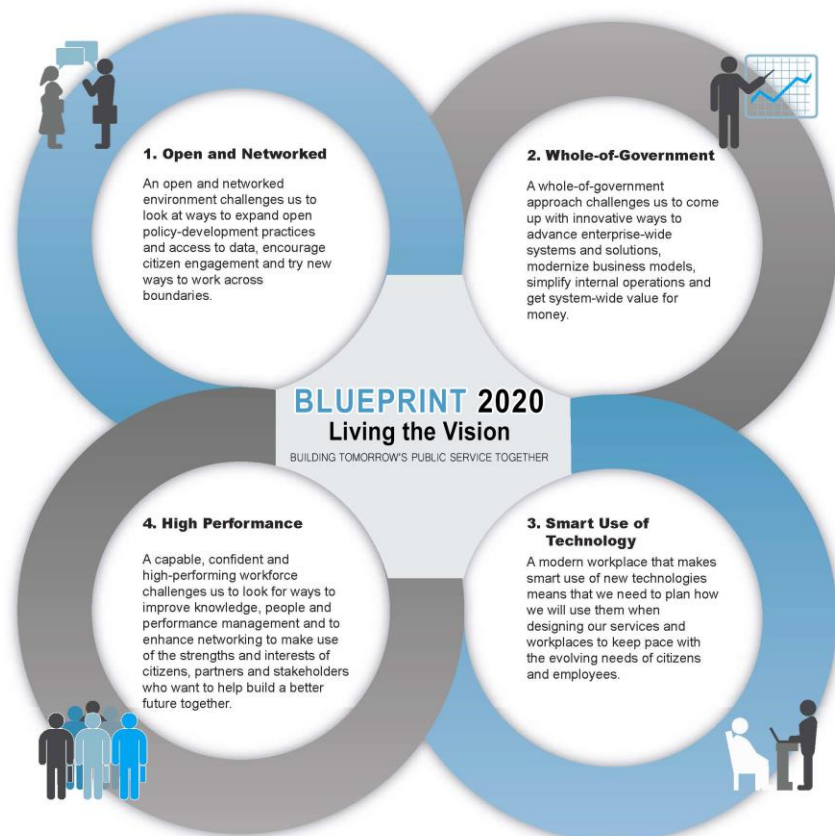 1. Open and Networked
An open and networked
environment challenges us to
look at ways to expand open
policy-development practices
and access to data, encourage
citizen engagement and try new
ways to work across
boundaries.
2. Whole-of-Government
A whole-of-government
approach challenges us to come
up with innovative ways to
advance enterprise-wide
systems and solutions,
modernize business models,
simplify internal operations and
get system-wide value for
money.
BLUEPRINT 2020
Living the Vision
BUILDING TOMORROW'S PUBLIC SERVICE TOGETHER
3. Smart Use of
Technology
A modern workplace that makes
smart use of new technologies
means that we need to plan how
we will use them when
designing our services and
workplaces to keep pace with
the evolving needs of citizens
and employees.
4. High Performance
A capable, confident and
high-performing workforce
challenges us to look for ways to
improve knowledge, people and
performance management and to
enhance networking to make use
of the strengths and interests of
citizens, partners and stakeholders
who want to help build a better
future together.